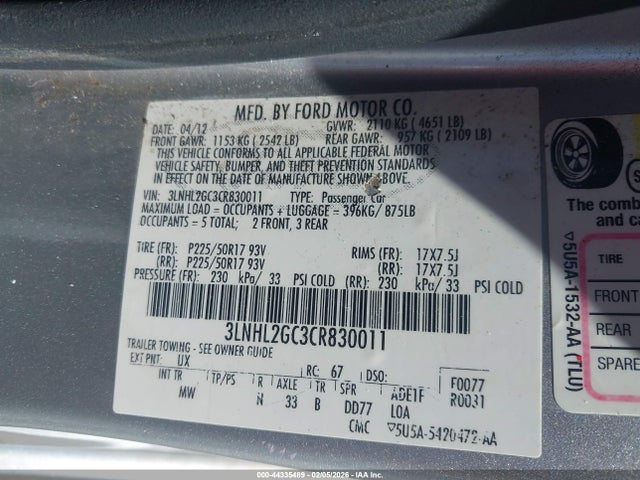 MFD. BY FORD MOTOR CO.
DATE: 04/12 GVWR: 2110 KG ( 4651 LB)
FRONT GAWR: 1153 KG ( 2542 LB) REAR GAWR: 957 KG ( 2109 LB)
THIS VEHICLE CONFORMS TO ALL APPLICABLE FEDERAL MOTOR
VEHICLE SAFETY, BUMPER, AND THEFT PREVENTION STANDARDS
IN EFFECT ON THE DATE OF MANUFACTURE SHOWN ABOVE.
VIN: 3LNHL2GC3CR830011 TYPE: Passenger Car
MAXIMUM LOAD = OCCUPANTS + LUGGAGE = 396KG/ 875LB
OCCUPANTS = 5 TOTAL: 2 FRONT, 3 REAR
TIRE (FR): P225/50R17 93V RIMS (FR): 17X7.5J
(RR): P225/50R17 93V (RR): 17X7.5J
PRESSURE (FR): 230 kPa/ 33 PSI COLD (RR): 230 kPa/ 33 PSI COLD
3LNHL2GC3CR830011
TRAILER TOWING - SEE OWNER GUIDE
EXT PNT: UX RC: 67 DSO: F0077
INT TR TP/PS R AXLE TR SPR ADE1F R0031
MW N 33 B DD77 LOA
CMC ▽5U5A-5420472-AA
The comb
and ca
TIRE
FRONT
REAR
SPARE
▽5U5A-1532-AA (TLU)
000-44335489 - 02/05/2026 - IAAI.COM